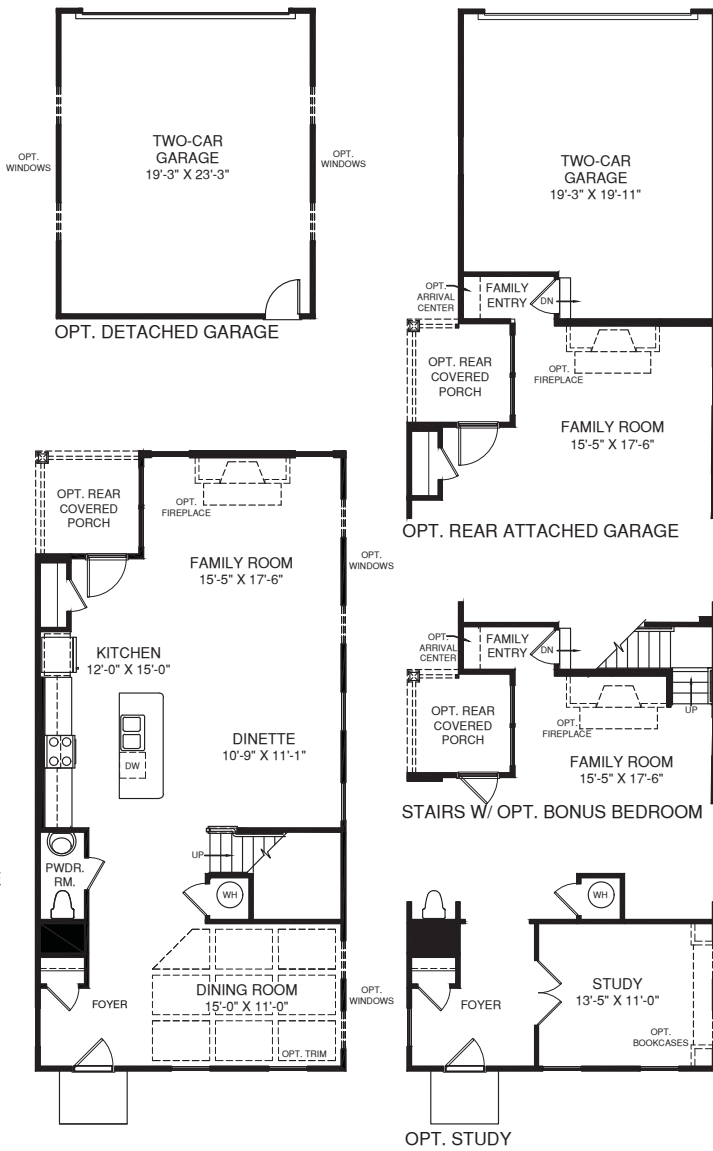 TWO-CAR
GARAGE
19'-3" X 23'-3"
OPT.
WINDOWS
OPT.
WINDOWS
OPT. DETACHED GARAGE
TWO-CAR
GARAGE
19'-3" X 19'-11"
OPT.
ARRIVAL
CENTER
FAMILY
ENTRY
DN
OPT. REAR
COVERED
PORCH
OPT.
FIREPLACE
FAMILY ROOM
15'-5" X 17'-6"
OPT. REAR ATTACHED GARAGE
OPT. REAR
COVERED
PORCH
OPT.
FIREPLACE
FAMILY ROOM
15'-5" X 17'-6"
OPT.
WINDOWS
KITCHEN
12'-0" X 15'-0"
DW
DINETTE
10'-9" X 11'-1"
UP
PWDR.
RM.
WH
FOYER
DINING ROOM
15'-0" X 11'-0"
OPT.
WINDOWS
OPT. TRIM
OPT.
ARRIVAL
CENTER
FAMILY
ENTRY
DN
UP
OPT. REAR
COVERED
PORCH
OPT.
FIREPLACE
FAMILY ROOM
15'-5" X 17'-6"
STAIRS W/ OPT. BONUS BEDROOM
WH
FOYER
STUDY
13'-5" X 11'-0"
OPT.
BOOKCASES
OPT. STUDY